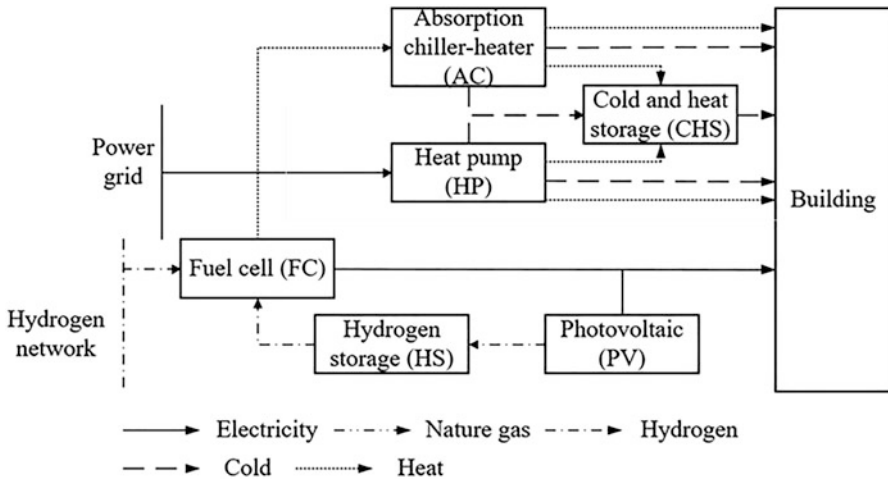 Absorption
chiller-heater
(AC)
Cold and heat
storage (CHS)
Power
grid
Heat pump
(HP)
Building
Fuel cell (FC)
Hydrogen
network
Hydrogen
storage (HS)
Photovoltaic
(PV)
Electricity
Nature gas
Hydrogen
Cold
Heat